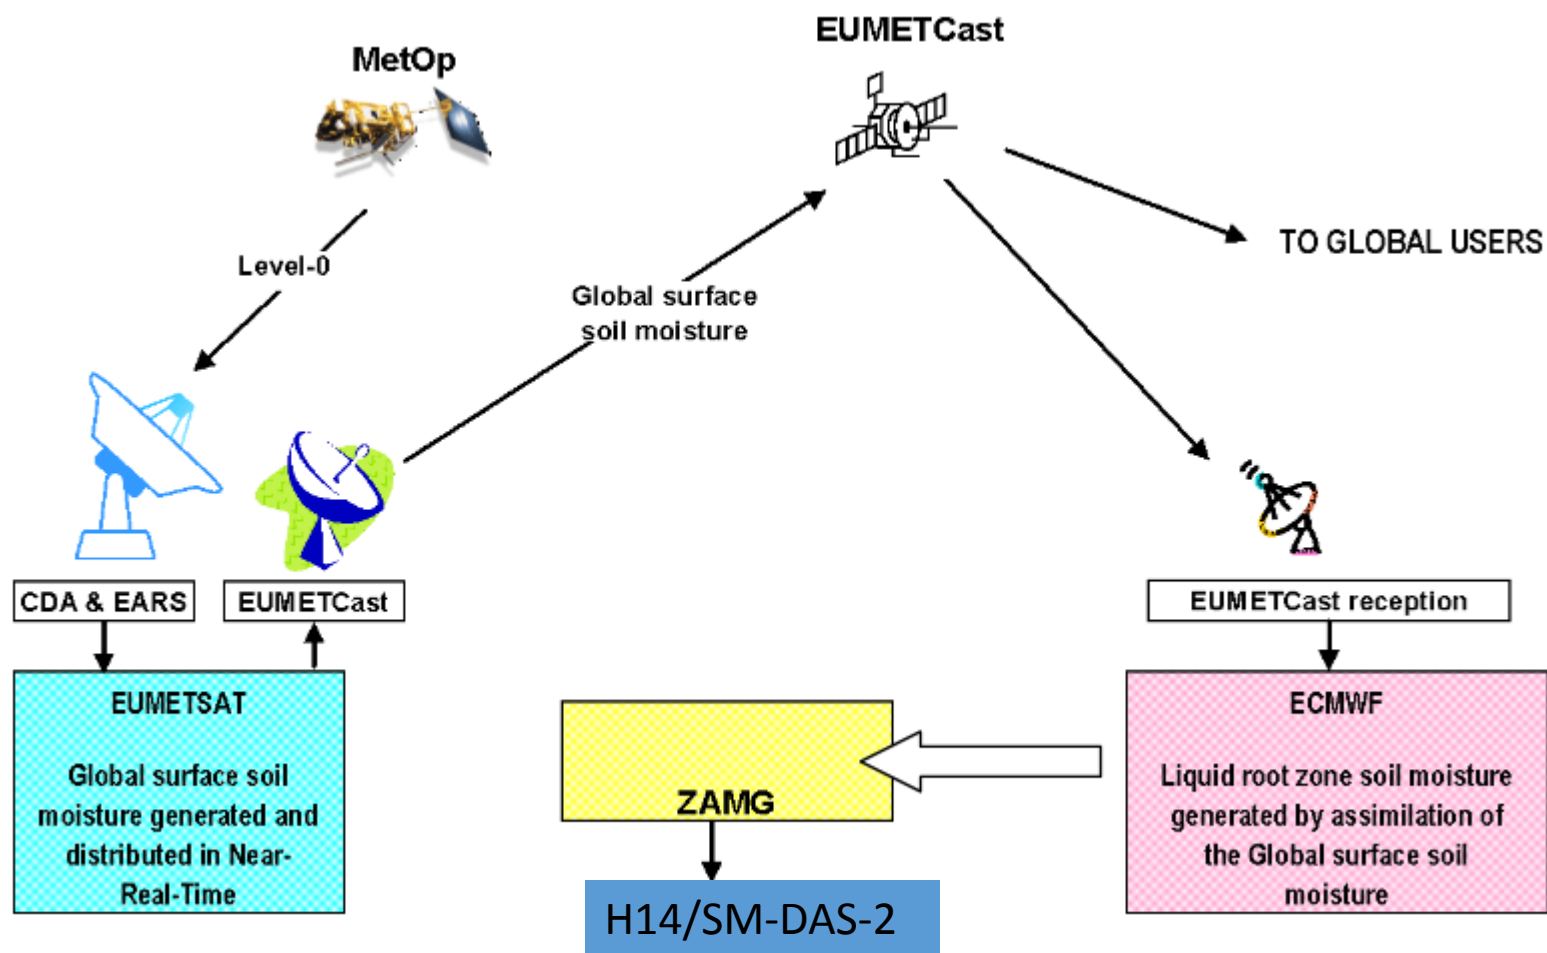 EUMETCast
MetOp
TO GLOBAL USERS
Level-0
Global surface
soil moisture
CDA & EARS
EUMETCast
EUMETCast reception
EUMETSAT
Global surface soil
moisture generated and
distributed in Near-
Real-Time
ZAMG
H14/SM-DAS-2
ECMWF
Liquid root zone soil moisture
generated by assimilation of
the Global surface soil
moisture